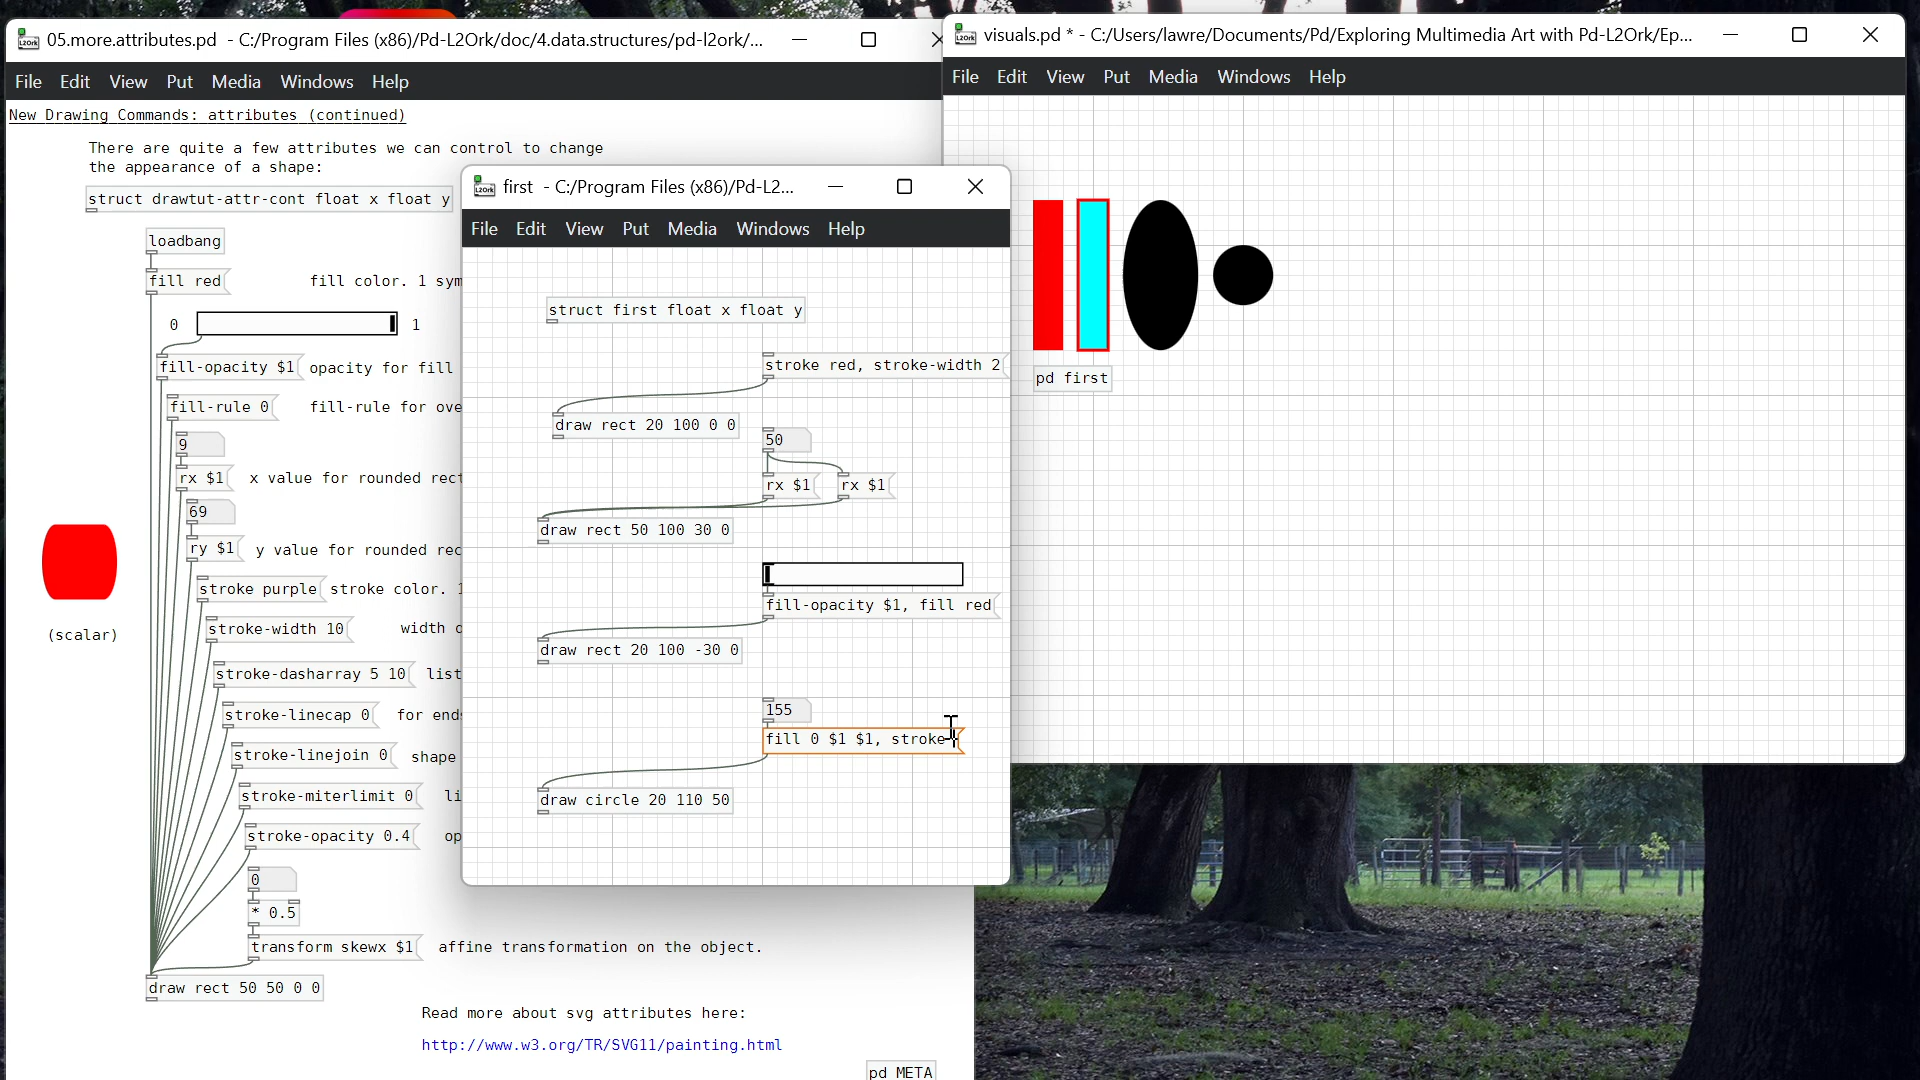 05.more.attributes.pd - C:/Program Files (x86)/Pd-L2Ork/doc/4.data.structures/pd-l2ork/...
File Edit View Put Media Windows Help
New Drawing Commands: attributes (continued)
There are quite a few attributes we can control to change
the appearance of a shape:
struct drawtut-attr-cont float x float y
loadbang
fill red
fill color. 1 sym
0
1
fill-opacity $1
opacity for fill
fill-rule 0
fill-rule for ove
9
rx $1
x value for rounded rect
69
ry $1
y value for rounded rec
stroke purple
stroke color. 1
stroke-width 10
width o
(scalar)
stroke-dasharray 5 10
list
stroke-linecap 0
for end
stroke-linejoin 0
shape
stroke-miterlimit 0
li
stroke-opacity 0.4
op
0
* 0.5
transform skewx $1
affine transformation on the object.
draw rect 50 50 0 0
Read more about svg attributes here:
http://www.w3.org/TR/SVG11/painting.html
pd META
first - C:/Program Files (x86)/Pd-L2...
File Edit View Put Media Windows Help
struct first float x float y
stroke red, stroke-width 2
draw rect 20 100 0 0
50
rx $1
rx $1
draw rect 50 100 30 0
fill-opacity $1, fill red
draw rect 20 100 -30 0
155
fill 0 $1 $1, stroke
draw circle 20 110 50
visuals.pd * - C:/Users/lawre/Documents/Pd/Exploring Multimedia Art with Pd-L2Ork/Ep...
File Edit View Put Media Windows Help
pd first